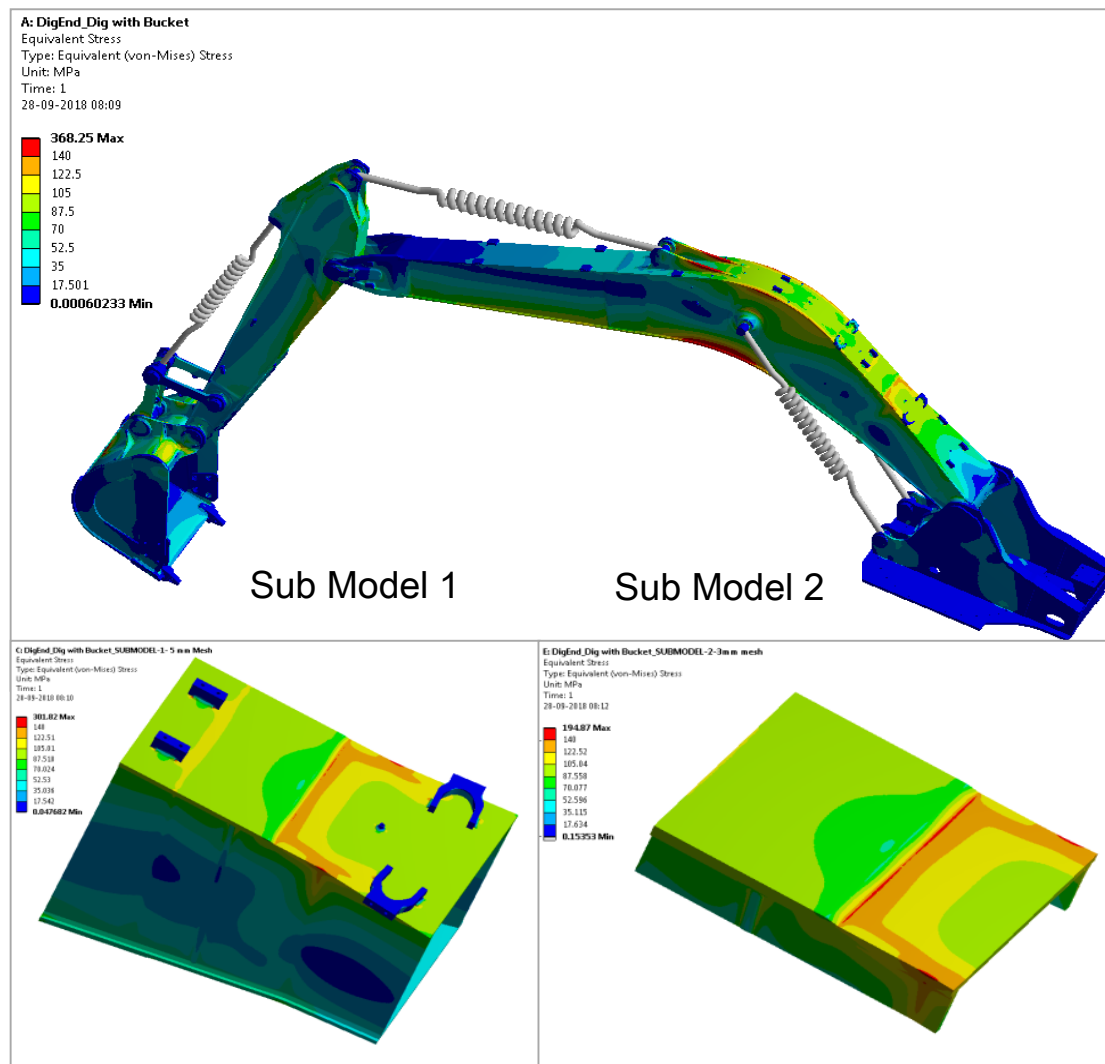 A: DigEnd_Dig with Bucket
Equivalent Stress
Type: Equivalent (von-Mises) Stress
Unit: MPa
Time: 1
28-09-2018 08:09
368.25 Max
140
122.5
105
87.5
70
52.5
35
17.501
0.00060233 Min
Sub Model 1
Sub Model 2
C: DigEnd_Dig with Bucket_SUBMODEL-1- 5 mm Mesh
Equivalent Stress
Type: Equivalent (von-Mises) Stress
Unit: MPa
Time: 1
28-09-2018 08:10
301.82 Max
140
122.51
105.01
87.518
70.024
52.53
35.036
17.542
0.047682 Min
E: DigEnd_Dig with Bucket_SUBMODEL-2-3mm mesh
Equivalent Stress
Type: Equivalent (von-Mises) Stress
Unit: MPa
Time: 1
28-09-2018 08:12
194.87 Max
140
122.52
105.04
87.558
70.077
52.596
35.115
17.634
0.15353 Min